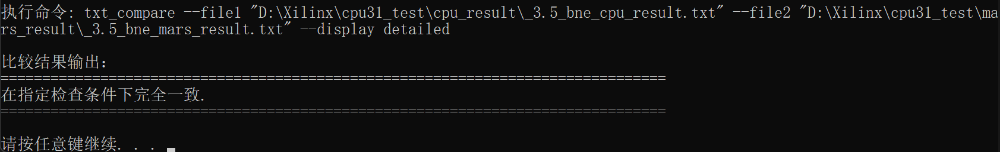 执行命令: txt_compare --file1 "D:\Xilinx\cpu31_test\cpu_result\_3.5_bne_cpu_result.txt" --file2 "D:\Xilinx\cpu31_test\ma
rs_result\_3.5_bne_mars_result.txt" --display detailed
比较结果输出:
================================================================================
在指定检查条件下完全一致.
================================================================================
请按任意键继续. . .